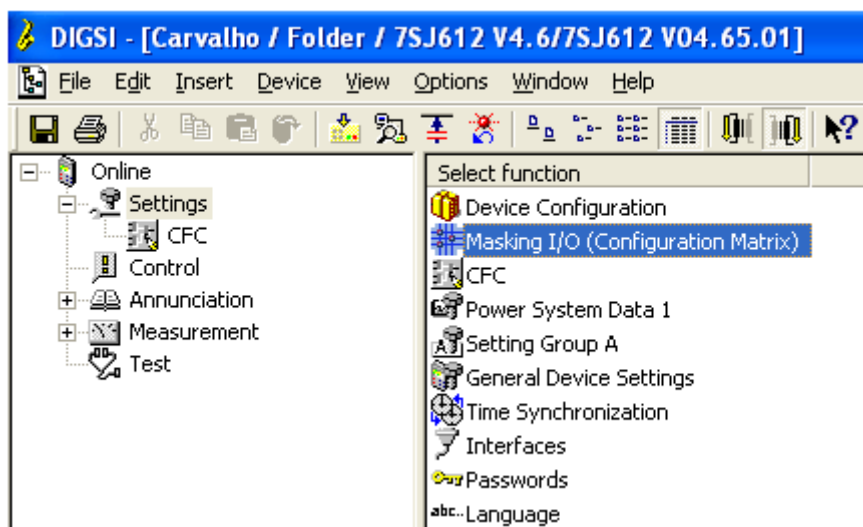 DIGSI - [Carvalho / Folder / 7SJ612 V4.6/7SJ612 V04.65.01]
File Edit Insert Device View Options Window Help
Online
Settings
CFC
Control
Annunciation
Measurement
Test
Select function
Device Configuration
Masking I/O (Configuration Matrix)
CFC
Power System Data 1
Setting Group A
General Device Settings
Time Synchronization
Interfaces
Passwords
abc..Language